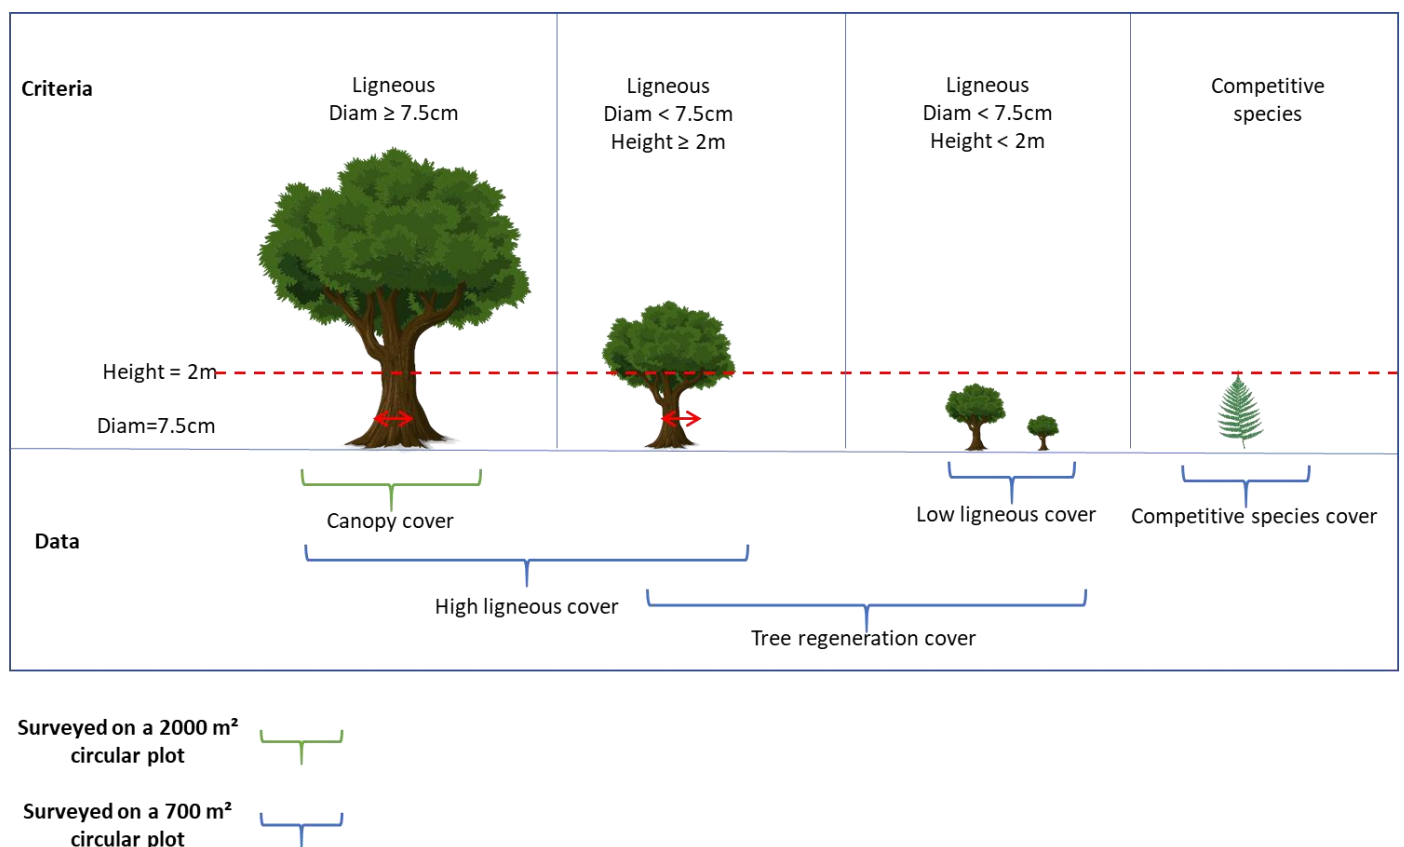 Criteria
Ligneous
Diam ≥ 7.5cm
Ligneous
Diam < 7.5cm
Height ≥ 2m
Ligneous
Diam < 7.5cm
Height < 2m
Competitive
species
Height = 2m
Diam=7.5cm
Data
Canopy cover
Low ligneous cover
Competitive species cover
High ligneous cover
Tree regeneration cover
Surveyed on a 2000 m²
circular plot
Surveyed on a 700 m²
circular plot